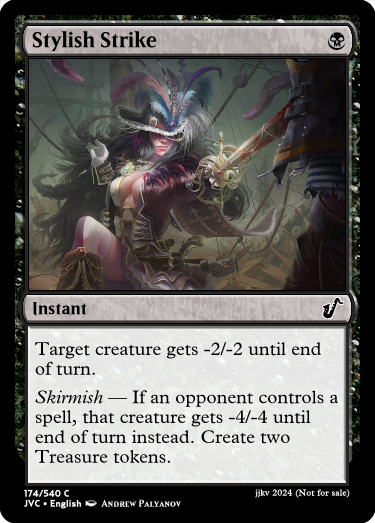 Stylish Strike
Instant
Target creature gets -2/-2 until end
of turn.
Skirmish — If an opponent controls a
spell, that creature gets -4/-4 until
end of turn instead. Create two
Treasure tokens.
174/540 C
jjkv 2024 (Not for sale)
JVC • English Andrew Palyanov